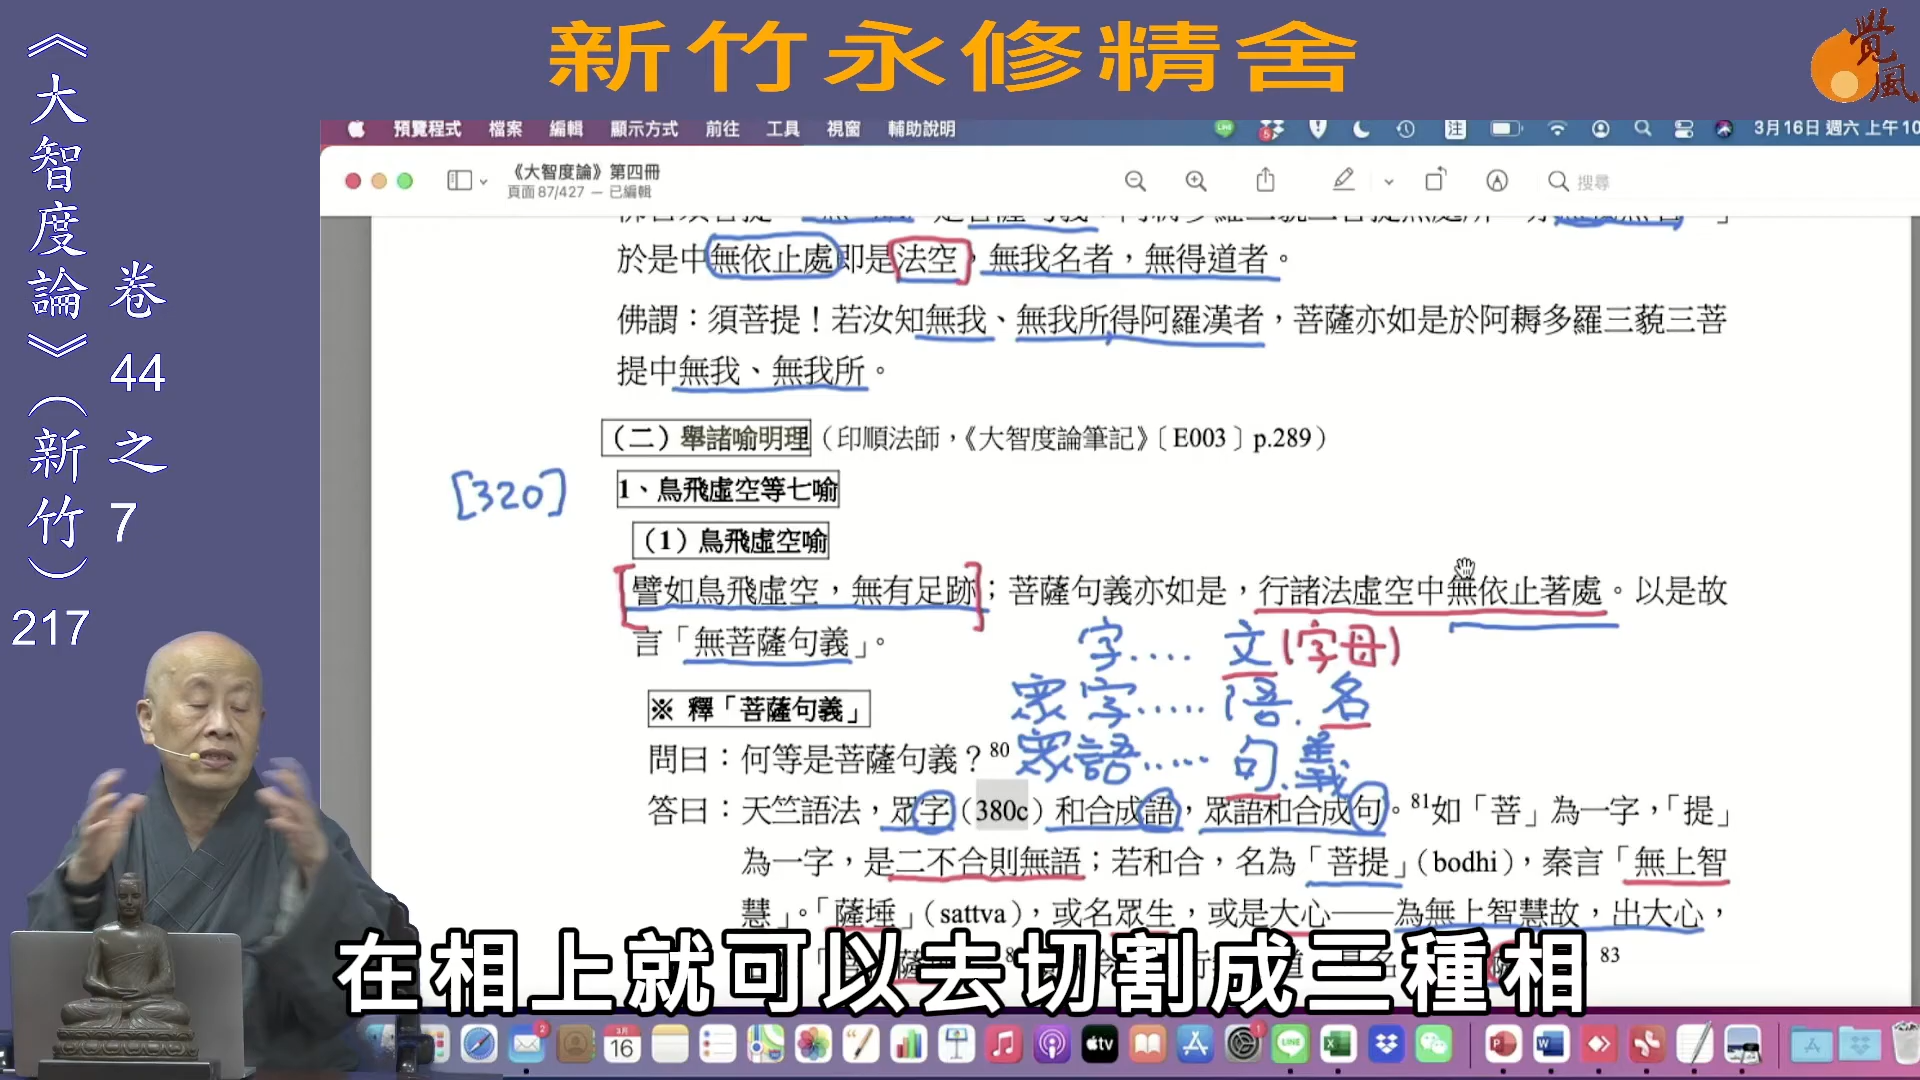 新竹永修精舍
覺風
《大智度論》(新竹)217
卷44之7
預覽程式 檔案 編輯 顯示方式 前往 工具 視窗 輔助說明
注 3月16日 週六 上午10
《大智度論》第四冊
頁面 87/427 — 已編輯
搜尋
於是中無依止處即是法空,無我名者,無得道者。
佛謂:須菩提!若汝知無我、無我所得阿羅漢者,菩薩亦如是於阿耨多羅三藐三菩
提中無我、無我所。
(二)舉諸喻明理(印順法師,《大智度論筆記》〔E003〕p.289)
[320]
1、鳥飛虛空等七喻
(1)鳥飛虛空喻
譬如鳥飛虛空,無有足跡;菩薩句義亦如是,行諸法虛空中無依止著處。以是故
言「無菩薩句義」。
字.... 文(字母)
眾字..... 語.名
眾語..... 句.義
※ 釋「菩薩句義」
問曰:何等是菩薩句義?80
答曰:天竺語法,眾字(380c)和合成語,眾語和合成句。81如「菩」為一字,「提」
為一字,是二不合則無語;若和合,名為「菩提」(bodhi),秦言「無上智
慧」。「薩埵」(sattva),或名眾生,或是大心——為無上智慧故,出大心,
83
在相上就可以去切割成三種相
3月
16
tv
LINE